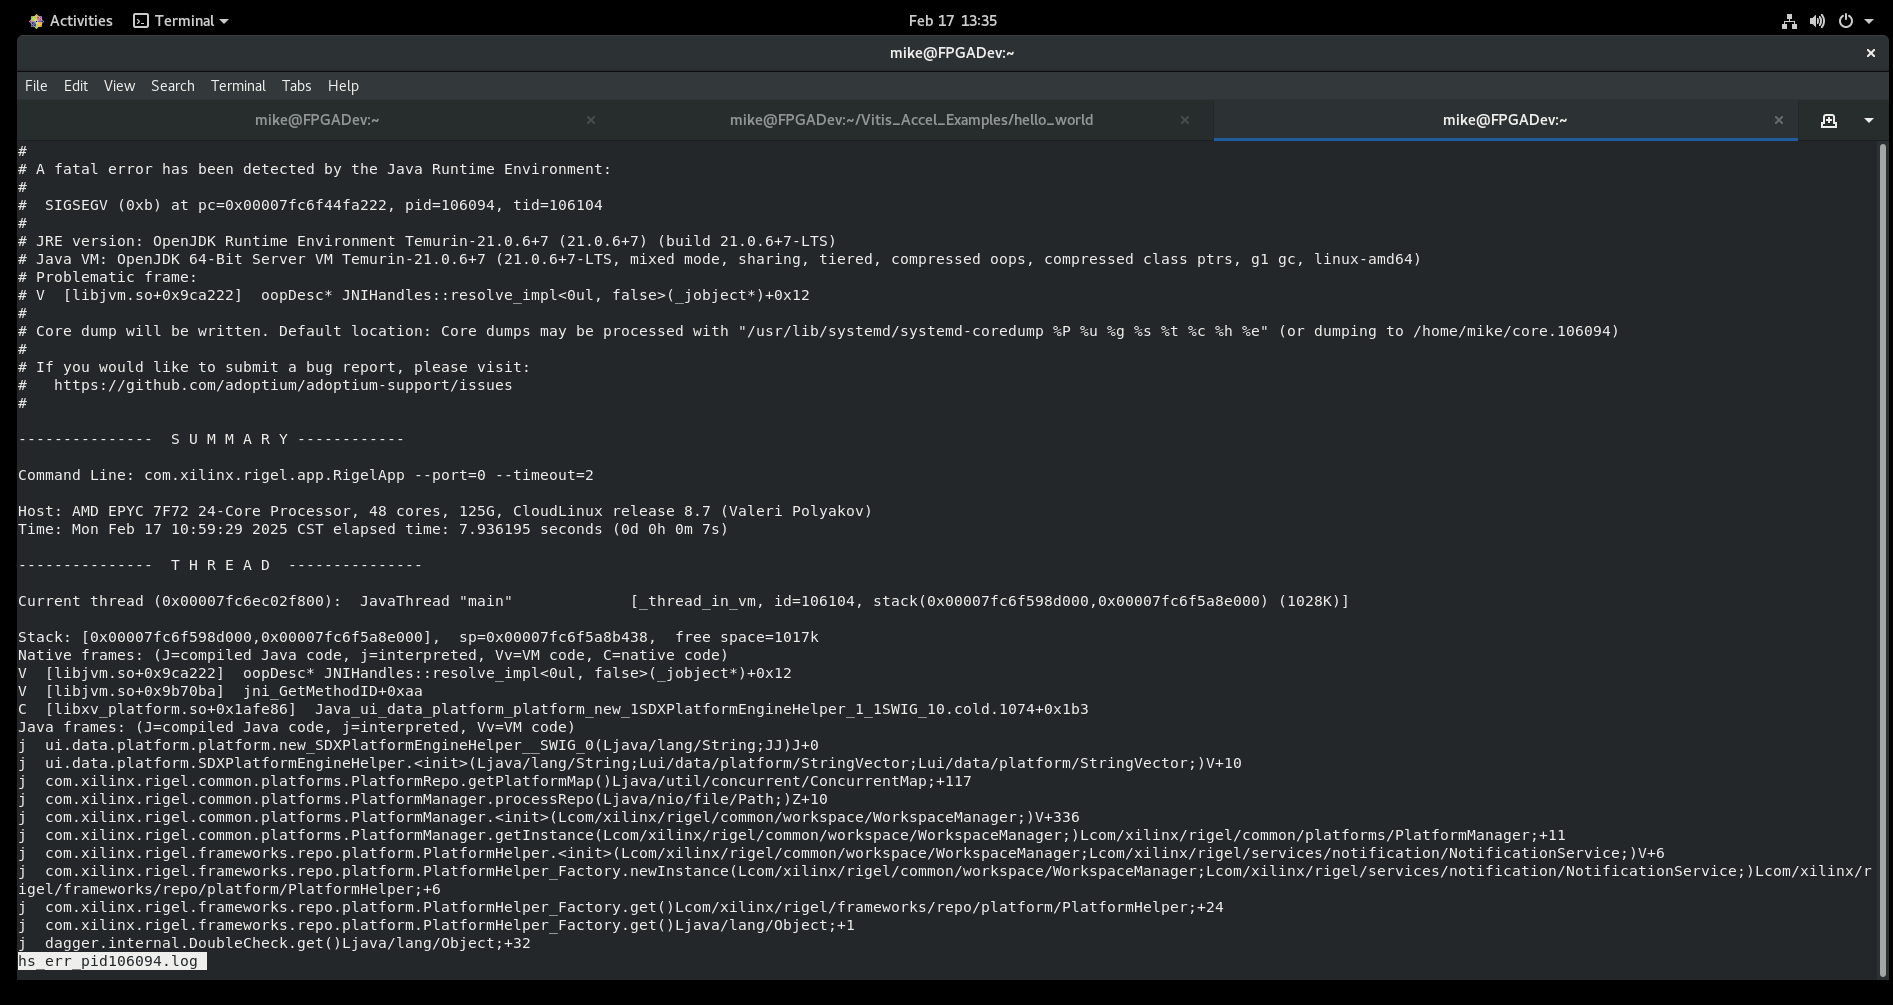 Activities Terminal Feb 17 13:35
mike@FPGADev:~
File Edit View Search Terminal Tabs Help
mike@FPGADev:~ mike@FPGADev:~/Vitis_Accel_Examples/hello_world mike@FPGADev:~
#
# A fatal error has been detected by the Java Runtime Environment:
#
#  SIGSEGV (0xb) at pc=0x00007fc6f44fa222, pid=106094, tid=106104
#
# JRE version: OpenJDK Runtime Environment Temurin-21.0.6+7 (21.0.6+7) (build 21.0.6+7-LTS)
# Java VM: OpenJDK 64-Bit Server VM Temurin-21.0.6+7 (21.0.6+7-LTS, mixed mode, sharing, tiered, compressed oops, compressed class ptrs, g1 gc, linux-amd64)
# Problematic frame:
# V  [libjvm.so+0x9ca222]  oopDesc* JNIHandles::resolve_impl<0ul, false>(_jobject*)+0x12
#
# Core dump will be written. Default location: Core dumps may be processed with "/usr/lib/systemd/systemd-coredump %P %u %g %s %t %c %h %e" (or dumping to /home/mike/core.106094)
#
# If you would like to submit a bug report, please visit:
#   https://github.com/adoptium/adoptium-support/issues
#
---------------  S U M M A R Y ------------
Command Line: com.xilinx.rigel.app.RigelApp --port=0 --timeout=2
Host: AMD EPYC 7F72 24-Core Processor, 48 cores, 125G, CloudLinux release 8.7 (Valeri Polyakov)
Time: Mon Feb 17 10:59:29 2025 CST elapsed time: 7.936195 seconds (0d 0h 0m 7s)
---------------  T H R E A D  ---------------
Current thread (0x00007fc6ec02f800):  JavaThread "main"             [_thread_in_vm, id=106104, stack(0x00007fc6f598d000,0x00007fc6f5a8e000) (1028K)]
Stack: [0x00007fc6f598d000,0x00007fc6f5a8e000],  sp=0x00007fc6f5a8b438,  free space=1017k
Native frames: (J=compiled Java code, j=interpreted, Vv=VM code, C=native code)
V  [libjvm.so+0x9ca222]  oopDesc* JNIHandles::resolve_impl<0ul, false>(_jobject*)+0x12
V  [libjvm.so+0x9b70ba]  jni_GetMethodID+0xaa
C  [libxv_platform.so+0x1afe86]  Java_ui_data_platform_platform_new_1SDXPlatformEngineHelper_1_1SWIG_10.cold.1074+0x1b3
Java frames: (J=compiled Java code, j=interpreted, Vv=VM code)
j  ui.data.platform.platform.new_SDXPlatformEngineHelper__SWIG_0(Ljava/lang/String;JJ)J+0
j  ui.data.platform.SDXPlatformEngineHelper.<init>(Ljava/lang/String;Lui/data/platform/StringVector;Lui/data/platform/StringVector;)V+10
j  com.xilinx.rigel.common.platforms.PlatformRepo.getPlatformMap()Ljava/util/concurrent/ConcurrentMap;+117
j  com.xilinx.rigel.common.platforms.PlatformManager.processRepo(Ljava/nio/file/Path;)Z+10
j  com.xilinx.rigel.common.platforms.PlatformManager.<init>(Lcom/xilinx/rigel/common/workspace/WorkspaceManager;)V+336
j  com.xilinx.rigel.common.platforms.PlatformManager.getInstance(Lcom/xilinx/rigel/common/workspace/WorkspaceManager;)Lcom/xilinx/rigel/common/platforms/PlatformManager;+11
j  com.xilinx.rigel.frameworks.repo.platform.PlatformHelper.<init>(Lcom/xilinx/rigel/common/workspace/WorkspaceManager;Lcom/xilinx/rigel/services/notification/NotificationService;)V+6
j  com.xilinx.rigel.frameworks.repo.platform.PlatformHelper_Factory.newInstance(Lcom/xilinx/rigel/common/workspace/WorkspaceManager;Lcom/xilinx/rigel/services/notification/NotificationService;)Lcom/xilinx/r
igel/frameworks/repo/platform/PlatformHelper;+6
j  com.xilinx.rigel.frameworks.repo.platform.PlatformHelper_Factory.get()Lcom/xilinx/rigel/frameworks/repo/platform/PlatformHelper;+24
j  com.xilinx.rigel.frameworks.repo.platform.PlatformHelper_Factory.get()Ljava/lang/Object;+1
j  dagger.internal.DoubleCheck.get()Ljava/lang/Object;+32
hs_err_pid106094.log